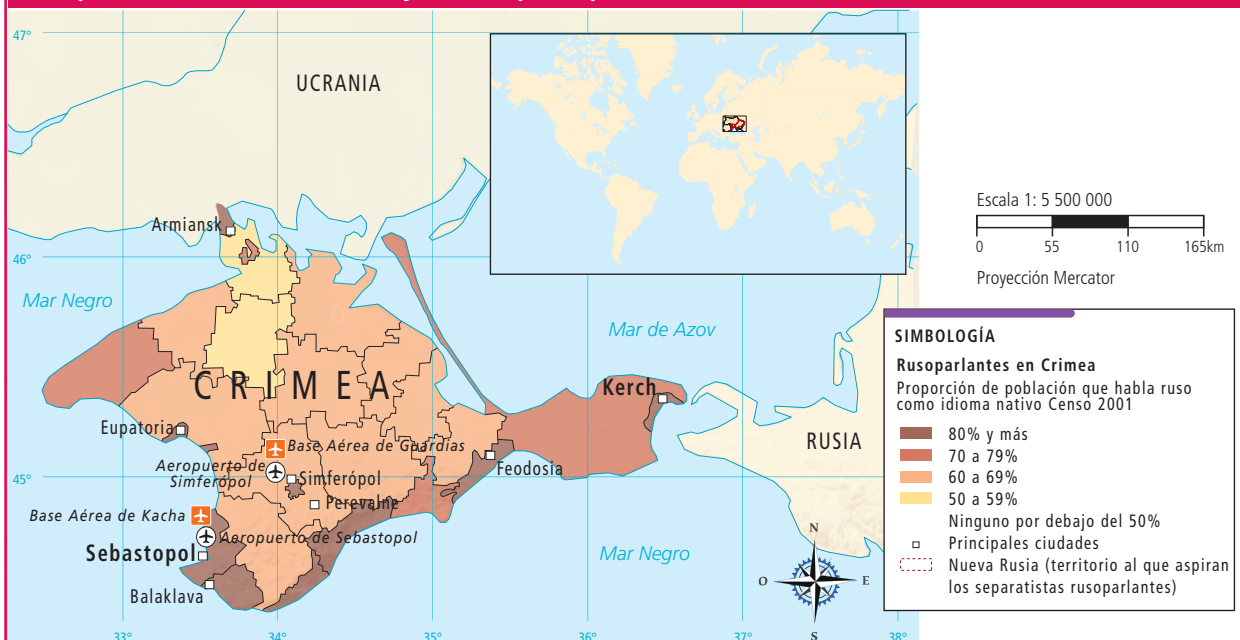 47°
UCRANIA
Armiansk
46°
Mar Negro
Mar de Azov
CRIMEA
Kerch
Eupatoria
Base Aérea de Guardias
RUSIA
Aeropuerto de
Simferópol
Simferópol
Feodosia
45°
Perevalne
Base Aérea de Kacha
Aeropuerto de Sebastopol
Sebastopol
Mar Negro
Balaklava
N
O
E
S
33°
34°
35°
36°
37°
38°
Escala 1: 5 500 000
0 55 110 165km
Proyección Mercator
SIMBOLOGÍA
Rusoparlantes en Crimea
Proporción de población que habla ruso
como idioma nativo Censo 2001
80% y más
70 a 79%
60 a 69%
50 a 59%
Ninguno por debajo del 50%
Principales ciudades
Nueva Rusia (territorio al que aspiran
los separatistas rusoparlantes)